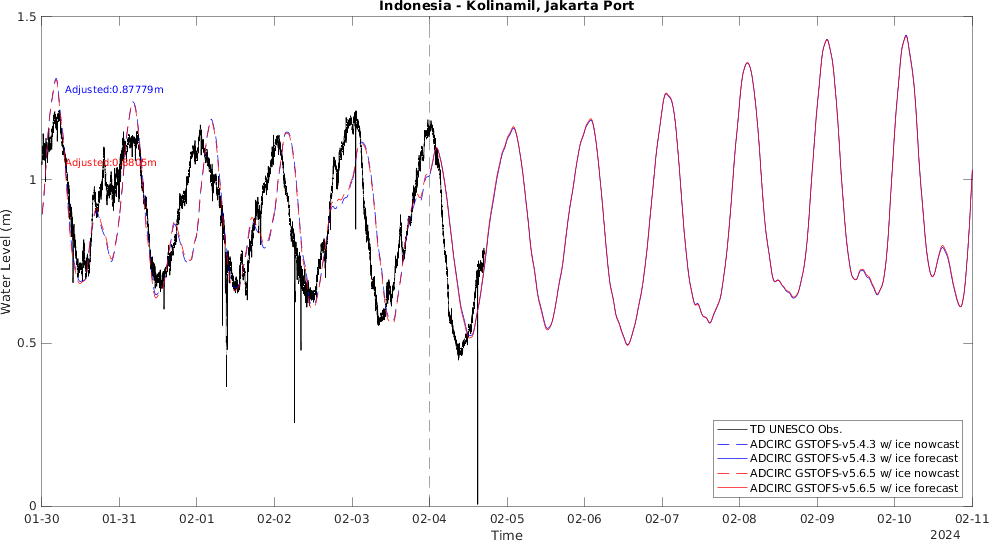 Indonesia - Kolinamil, Jakarta Port
1.5
1
0.5
0
Water Level (m)
Adjusted:0.87779m
Adjusted:0.8805m
TD UNESCO Obs.
ADCIRC GSTOFS-v5.4.3 w/ ice nowcast
ADCIRC GSTOFS-v5.4.3 w/ ice forecast
ADCIRC GSTOFS-v5.6.5 w/ ice nowcast
ADCIRC GSTOFS-v5.6.5 w/ ice forecast
01-30 01-31 02-01 02-02 02-03 02-04 02-05 02-06 02-07 02-08 02-09 02-10 02-11
Time
2024